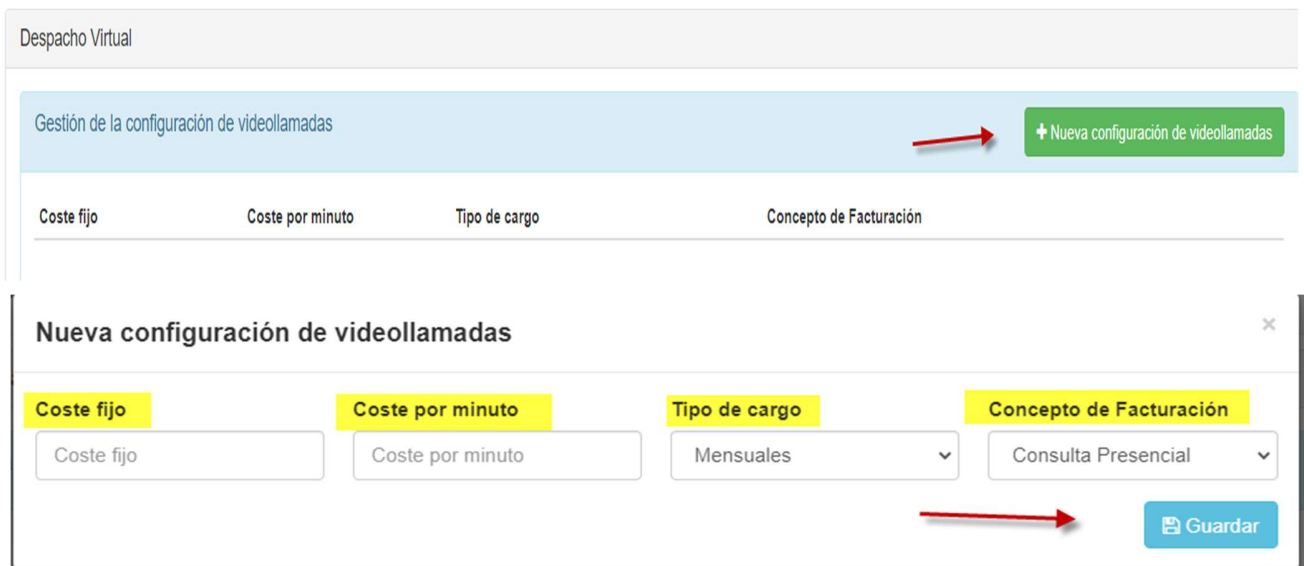 Despacho Virtual
Gestión de la configuración de videollamadas
+ Nueva configuración de videollamadas
Coste fijo Coste por minuto Tipo de cargo Concepto de Facturación
Nueva configuración de videollamadas ×
Coste fijo Coste por minuto Tipo de cargo Concepto de Facturación
Coste fijo Coste por minuto Mensuales Consulta Presencial
Guardar